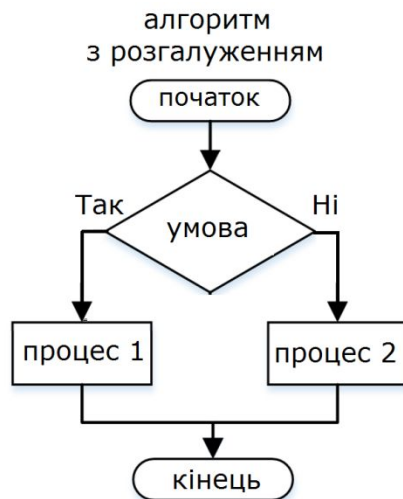 алгоритм
з розгалуженням
початок
Так
Ні
умова
процес 1
процес 2
кінець